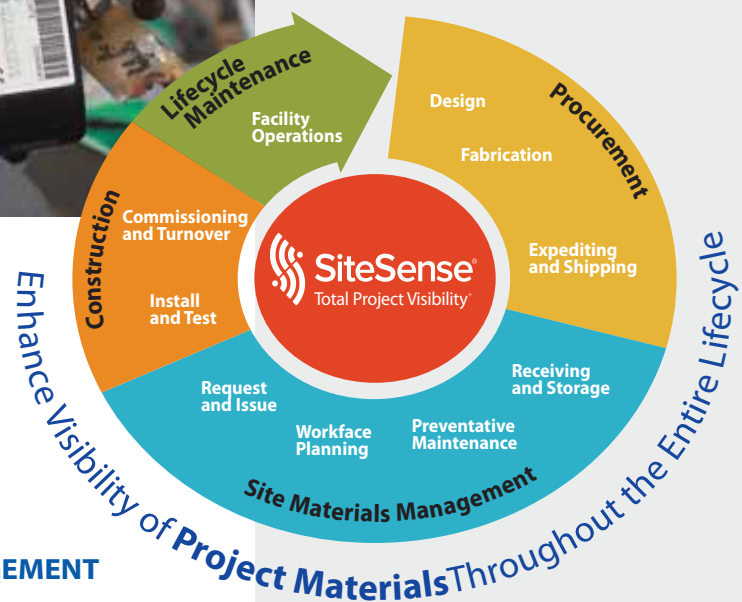 Lifecycle
Maintenance
Facility
Operations
Procurement
Design
Fabrication
Expediting
and Shipping
Construction
Commissioning
and Turnover
Install
and Test
SiteSense®
Total Project Visibility
Receiving
and Storage
Preventative
Maintenance
Workface
Planning
Request
and Issue
Site Materials Management
Enhance Visibility of Project Materials Throughout the Entire Lifecycle
EMENT